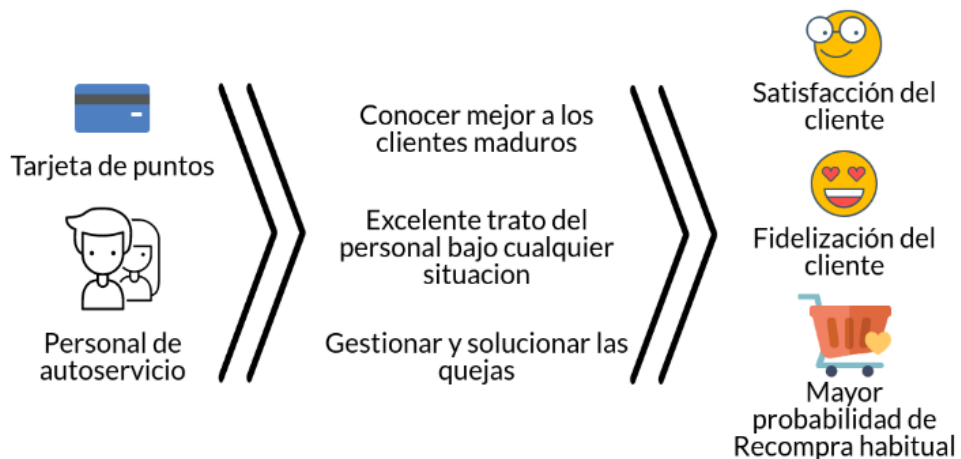 Tarjeta de puntos
Personal de
autoservicio
Conocer mejor a los
clientes maduros
Excelente trato del
personal bajo cualquier
situacion
Gestionar y solucionar las
quejas
Satisfacción del
cliente
Fidelización del
cliente
Mayor
probabilidad de
Recompra habitual